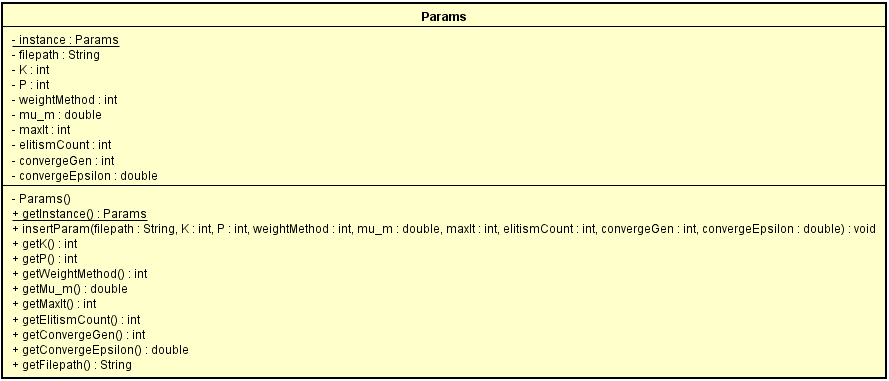 Params
- instance : Params
- filepath : String
- K : int
- P : int
- weightMethod : int
- mu_m : double
- maxIt : int
- elitismCount : int
- convergeGen : int
- convergeEpsilon : double
- Params()
+ getInstance() : Params
+ insertParam(filepath : String, K : int, P : int, weightMethod : int, mu_m : double, maxIt : int, elitismCount : int, convergeGen : int, convergeEpsilon : double) : void
+ getK() : int
+ getP() : int
+ getWeightMethod() : int
+ getMu_m() : double
+ getMaxIt() : int
+ getElitismCount() : int
+ getConvergeGen() : int
+ getConvergeEpsilon() : double
+ getFilepath() : String